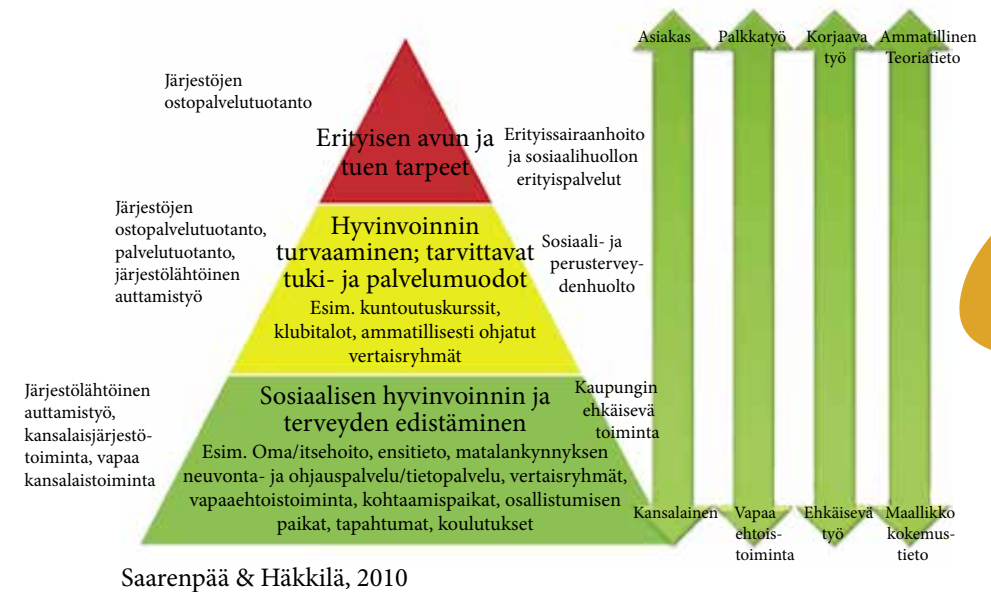 Asiakas
Palkkatyö
Korjaava
työ
Ammatillinen
Teoriatieto
Järjestöjen
ostopalvelutuotanto
Erityisen avun ja
tuen tarpeet
Erityissairaanhoito
ja sosiaalihuollon
erityispalvelut
Järjestöjen
ostopalvelutuotanto,
palvelutuotanto,
järjestölähtöinen
auttamistyö
Hyvinvoinnin
turvaaminen; tarvittavat
tuki- ja palvelumuodot
Esim. kuntoutuskurssit,
klubitalot, ammatillisesti ohjatut
vertaisryhmät
Sosiaali- ja
perustervey-
denhuolto
Järjestölähtöinen
auttamistyö,
kansalaisjärjestö-
toiminta, vapaa
kansalaistoiminta
Sosiaalisen hyvinvoinnin ja
terveyden edistäminen
Esim. Oma/itsehoito, ensitieto, matalankynnyksen
neuvonta- ja ohjauspalvelu/tietopalvelu, vertaisryhmät,
vapaaehtoistoiminta, kohtaamispaikat, osallistumisen
paikat, tapahtumat, koulutukset
Kaupungin
ehkäisevä
toiminta
Kansalainen
Vapaa
ehtois-
toiminta
Ehkäisevä
työ
Maallikko
kokemus-
tieto
Saarenpää & Häkkilä, 2010